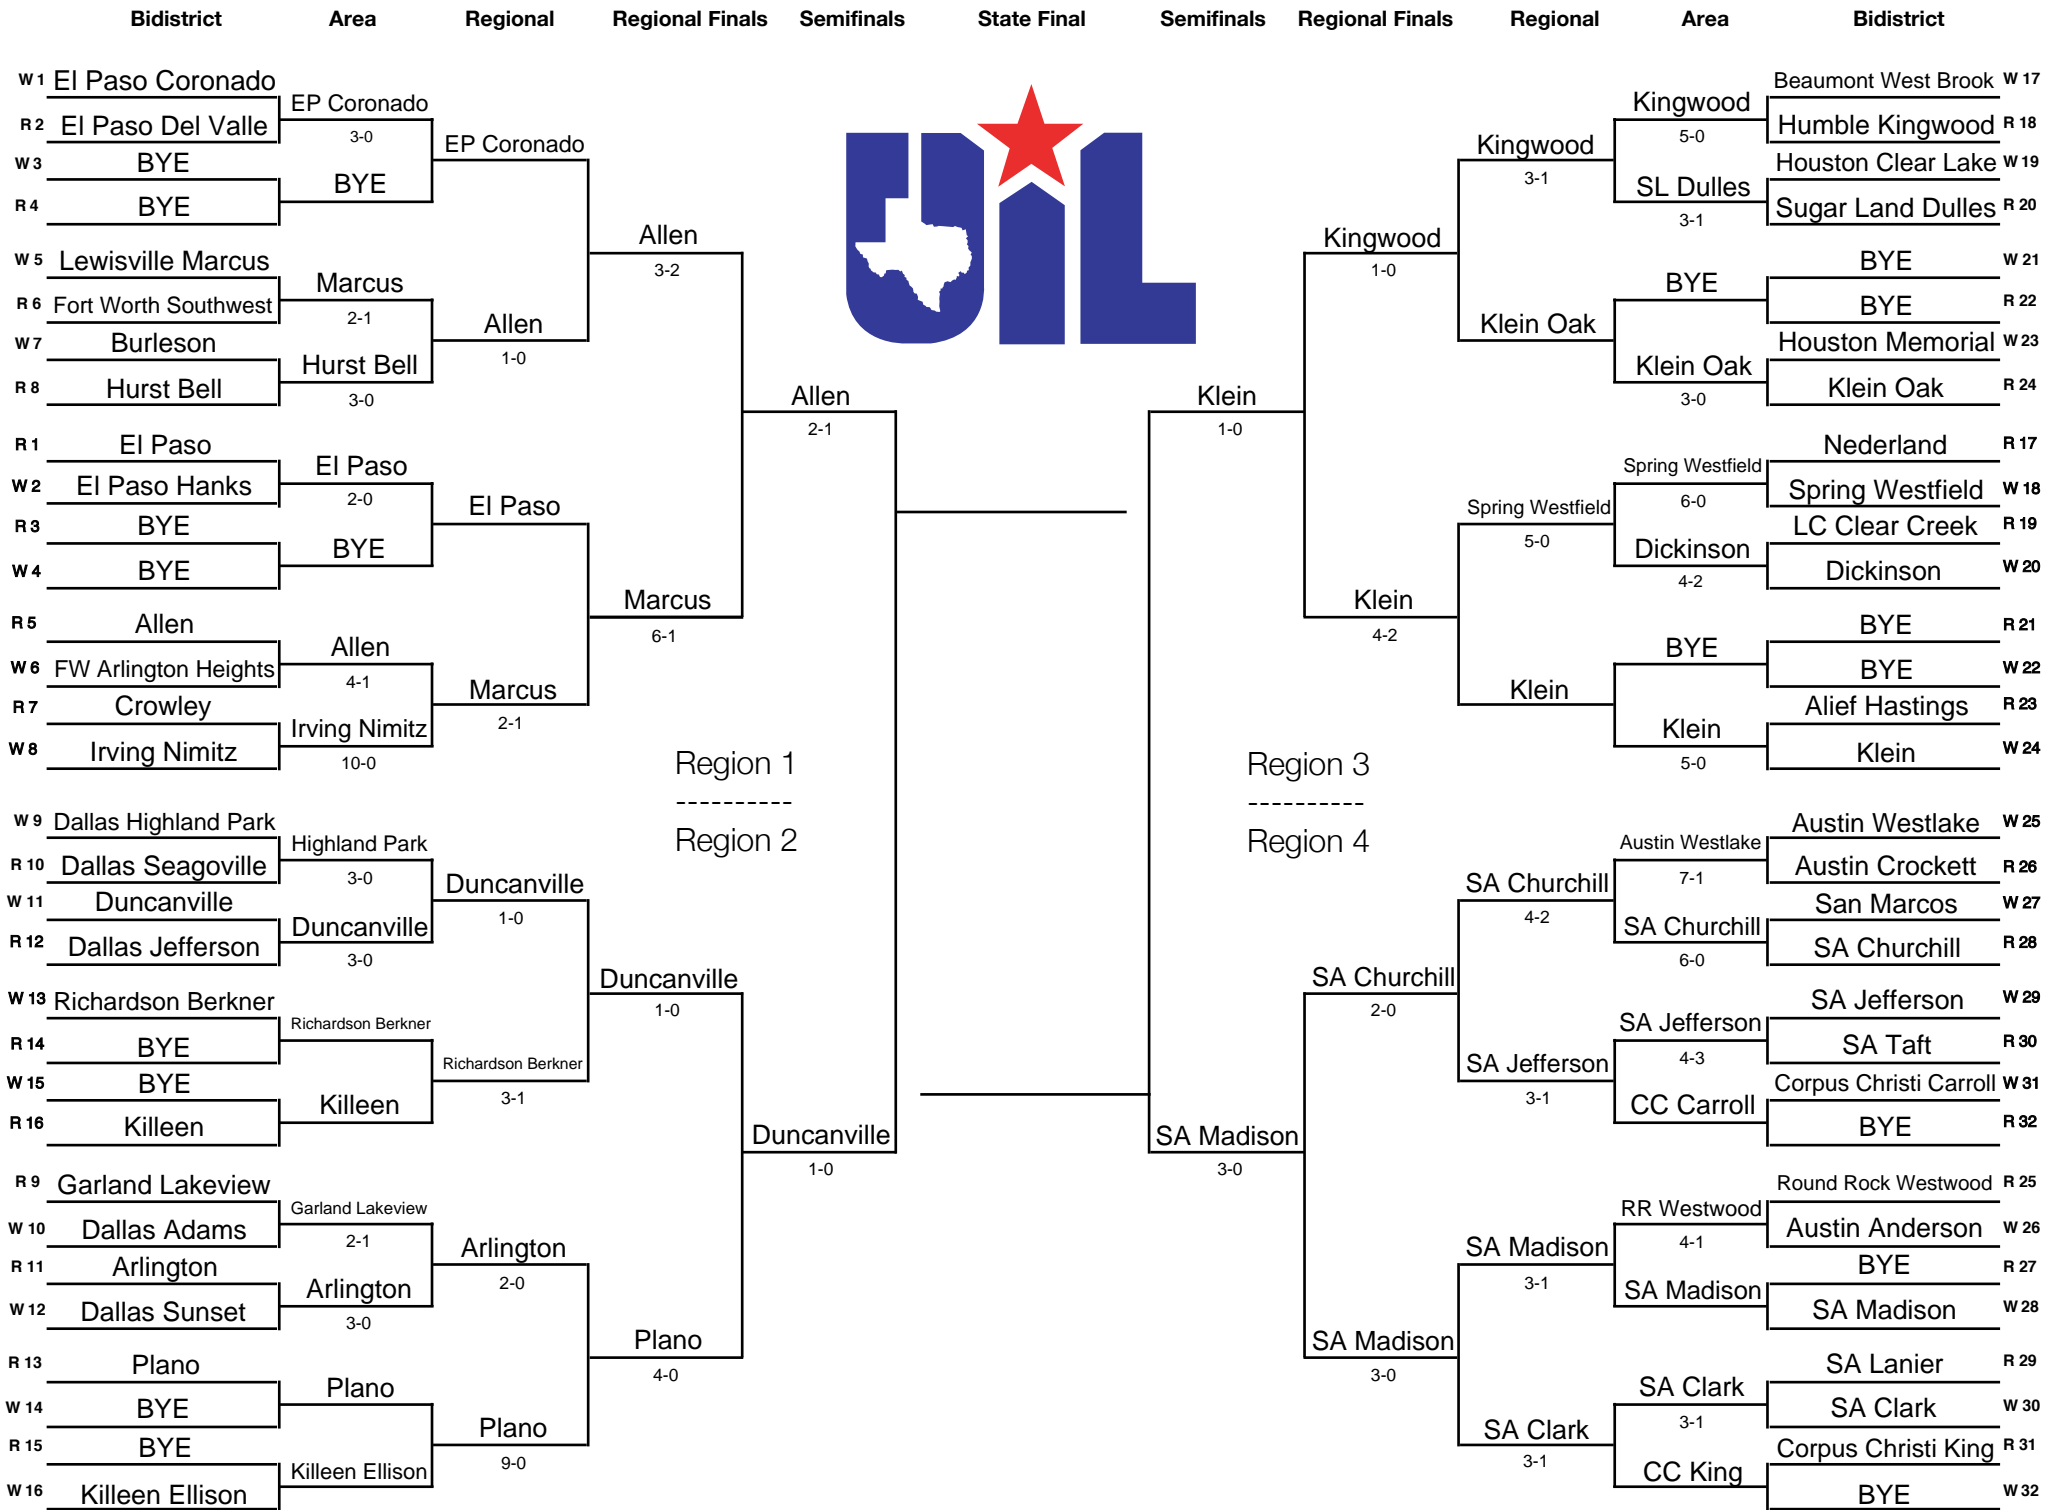 Bidistrict Area Regional Regional Finals Semifinals State Final Semifinals Regional Finals Regional Area Bidistrict
W 1 El Paso Coronado
EP Coronado
3-0
R 2 El Paso Del Valle
EP Coronado
W 3 BYE
BYE
R 4 BYE
Allen
3-2
W 5 Lewisville Marcus
Marcus
2-1
R 6 Fort Worth Southwest
Allen
1-0
W 7 Burleson
Hurst Bell
3-0
R 8 Hurst Bell
Allen
2-1
R 1 El Paso
El Paso
2-0
W 2 El Paso Hanks
El Paso
R 3 BYE
BYE
W 4 BYE
Marcus
6-1
R 5 Allen
Allen
4-1
W 6 FW Arlington Heights
Marcus
2-1
R 7 Crowley
Irving Nimitz
10-0
W 8 Irving Nimitz
Region 1
----------
Region 2
W 9 Dallas Highland Park
Highland Park
3-0
R 10 Dallas Seagoville
Duncanville
1-0
W 11 Duncanville
Duncanville
3-0
R 12 Dallas Jefferson
Duncanville
1-0
W 13 Richardson Berkner
Richardson Berkner
R 14 BYE
Richardson Berkner
3-1
W 15 BYE
Killeen
R 16 Killeen
Duncanville
1-0
R 9 Garland Lakeview
Garland Lakeview
2-1
W 10 Dallas Adams
Arlington
2-0
R 11 Arlington
Arlington
3-0
W 12 Dallas Sunset
Plano
4-0
R 13 Plano
Plano
W 14 BYE
Plano
9-0
R 15 BYE
Killeen Ellison
W 16 Killeen Ellison
UIL
Beaumont West Brook W 17
Kingwood
5-0
Humble Kingwood R 18
Kingwood
3-1
Houston Clear Lake W 19
SL Dulles
3-1
Sugar Land Dulles R 20
Kingwood
1-0
BYE W 21
BYE
BYE R 22
Klein Oak
Houston Memorial W 23
Klein Oak
3-0
Klein Oak R 24
Klein
1-0
Nederland R 17
Spring Westfield
6-0
Spring Westfield W 18
Spring Westfield
5-0
LC Clear Creek R 19
Dickinson
4-2
Dickinson W 20
Klein
4-2
BYE R 21
BYE
BYE W 22
Klein
Alief Hastings R 23
Klein
5-0
Klein W 24
Region 3
----------
Region 4
Austin Westlake W 25
Austin Westlake
7-1
Austin Crockett R 26
SA Churchill
4-2
San Marcos W 27
SA Churchill
6-0
SA Churchill R 28
SA Churchill
2-0
SA Jefferson W 29
SA Jefferson
4-3
SA Taft R 30
SA Jefferson
3-1
Corpus Christi Carroll W 31
CC Carroll
BYE R 32
SA Madison
3-0
Round Rock Westwood R 25
RR Westwood
4-1
Austin Anderson W 26
SA Madison
3-1
BYE R 27
SA Madison
SA Madison W 28
SA Madison
3-0
SA Lanier R 29
SA Clark
3-1
SA Clark W 30
SA Clark
3-1
Corpus Christi King R 31
CC King
BYE W 32